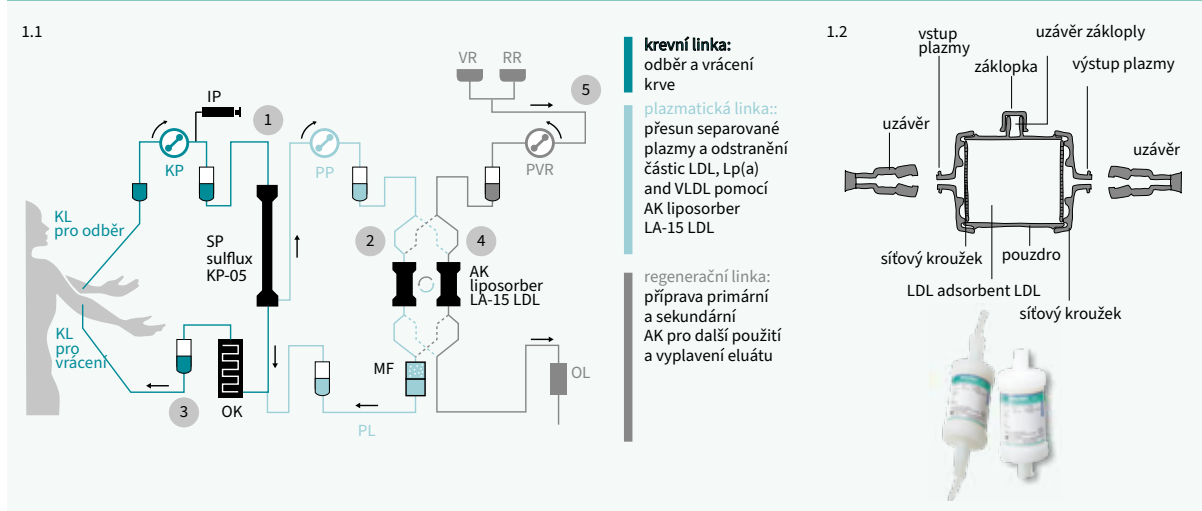 1.1
IP
1
KP
KL
pro odběr
SP
sulflux
KP-05
KL
pro
vrácení
3
OK
PP
2
MF
PL
VR
RR
5
PVR
4
AK
liposorber
LA-15 LDL
OL
krevní linka:
odběr a vrácení
krve
plazmatická linka::
přesun separované
plazmy a odstranění
částic LDL, Lp(a)
and VLDL pomocí
AK liposorber
LA-15 LDL
regenerační linka:
příprava primární
a sekundární
AK pro další použití
a vyplavení eluátu
1.2
vstup
plazmy
uzávěr zákloply
záklopka
výstup plazmy
uzávěr
uzávěr
síťový kroužek
pouzdro
LDL adsorbent LDL
síťový kroužek